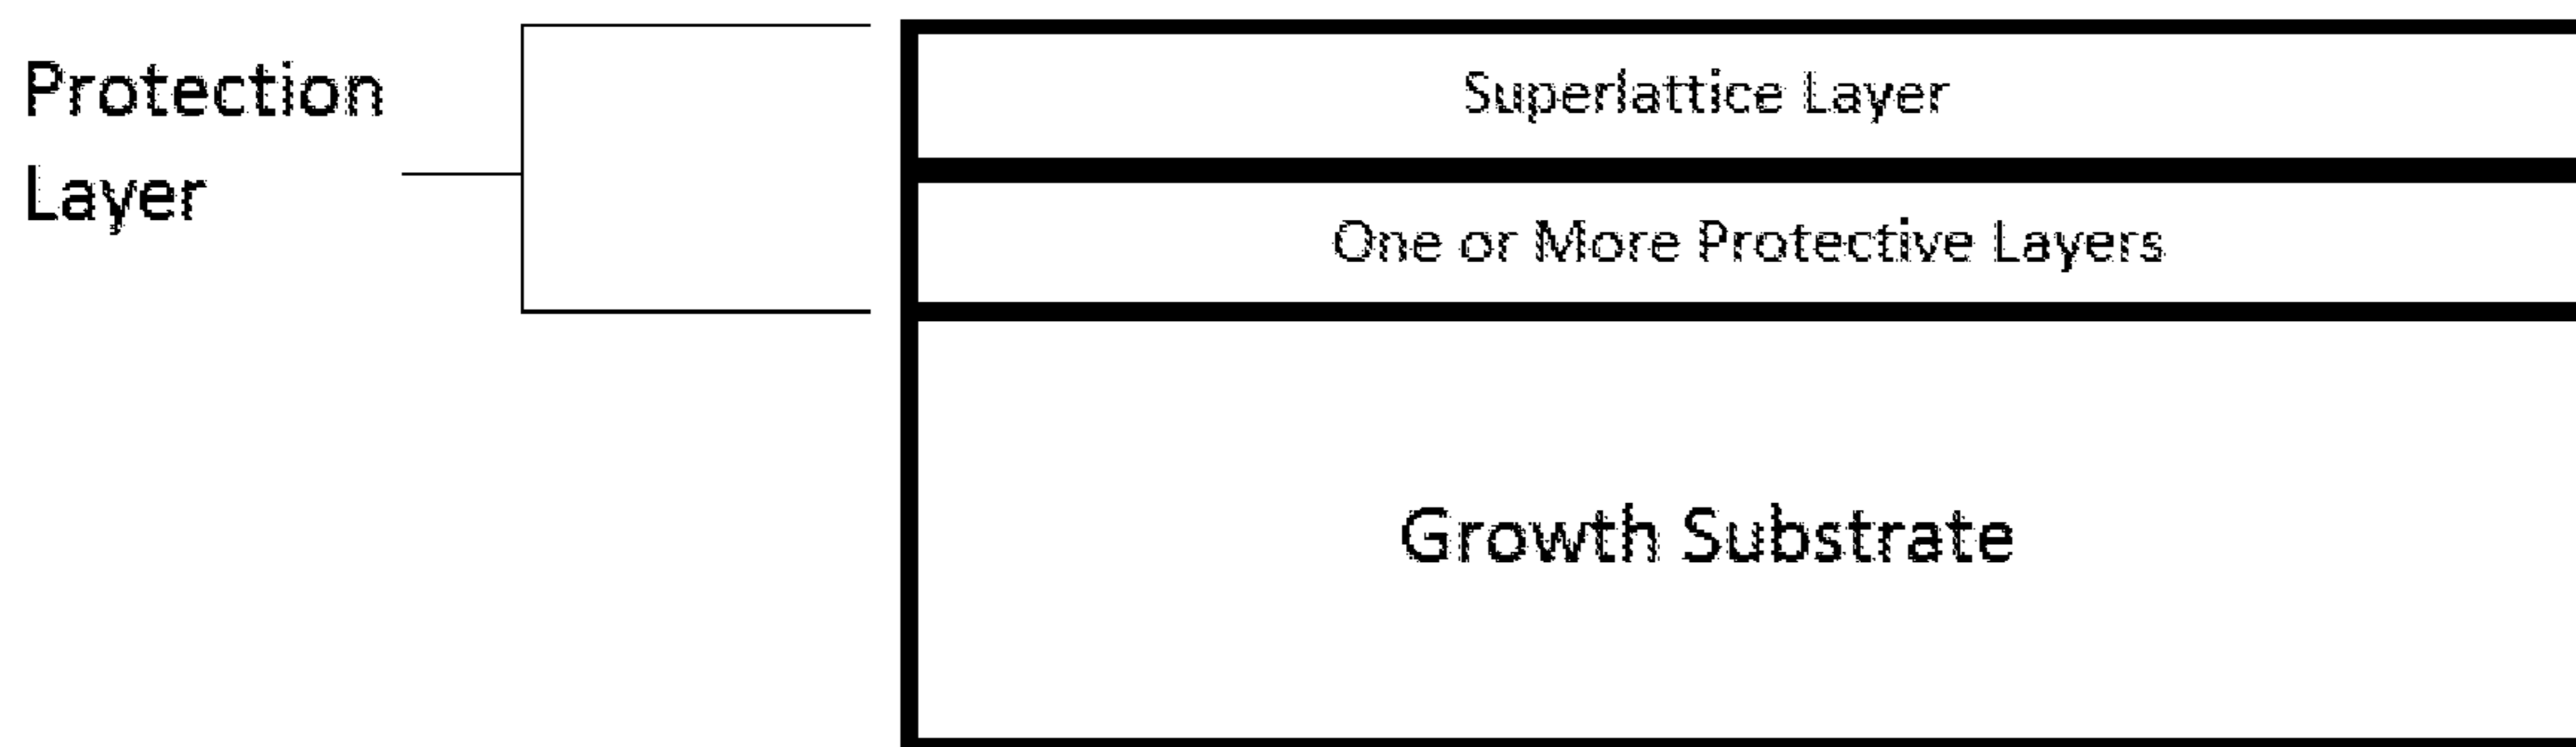 Protection
Layer
Superlattice Layer
One or More Protective Layers
Growth Substrate